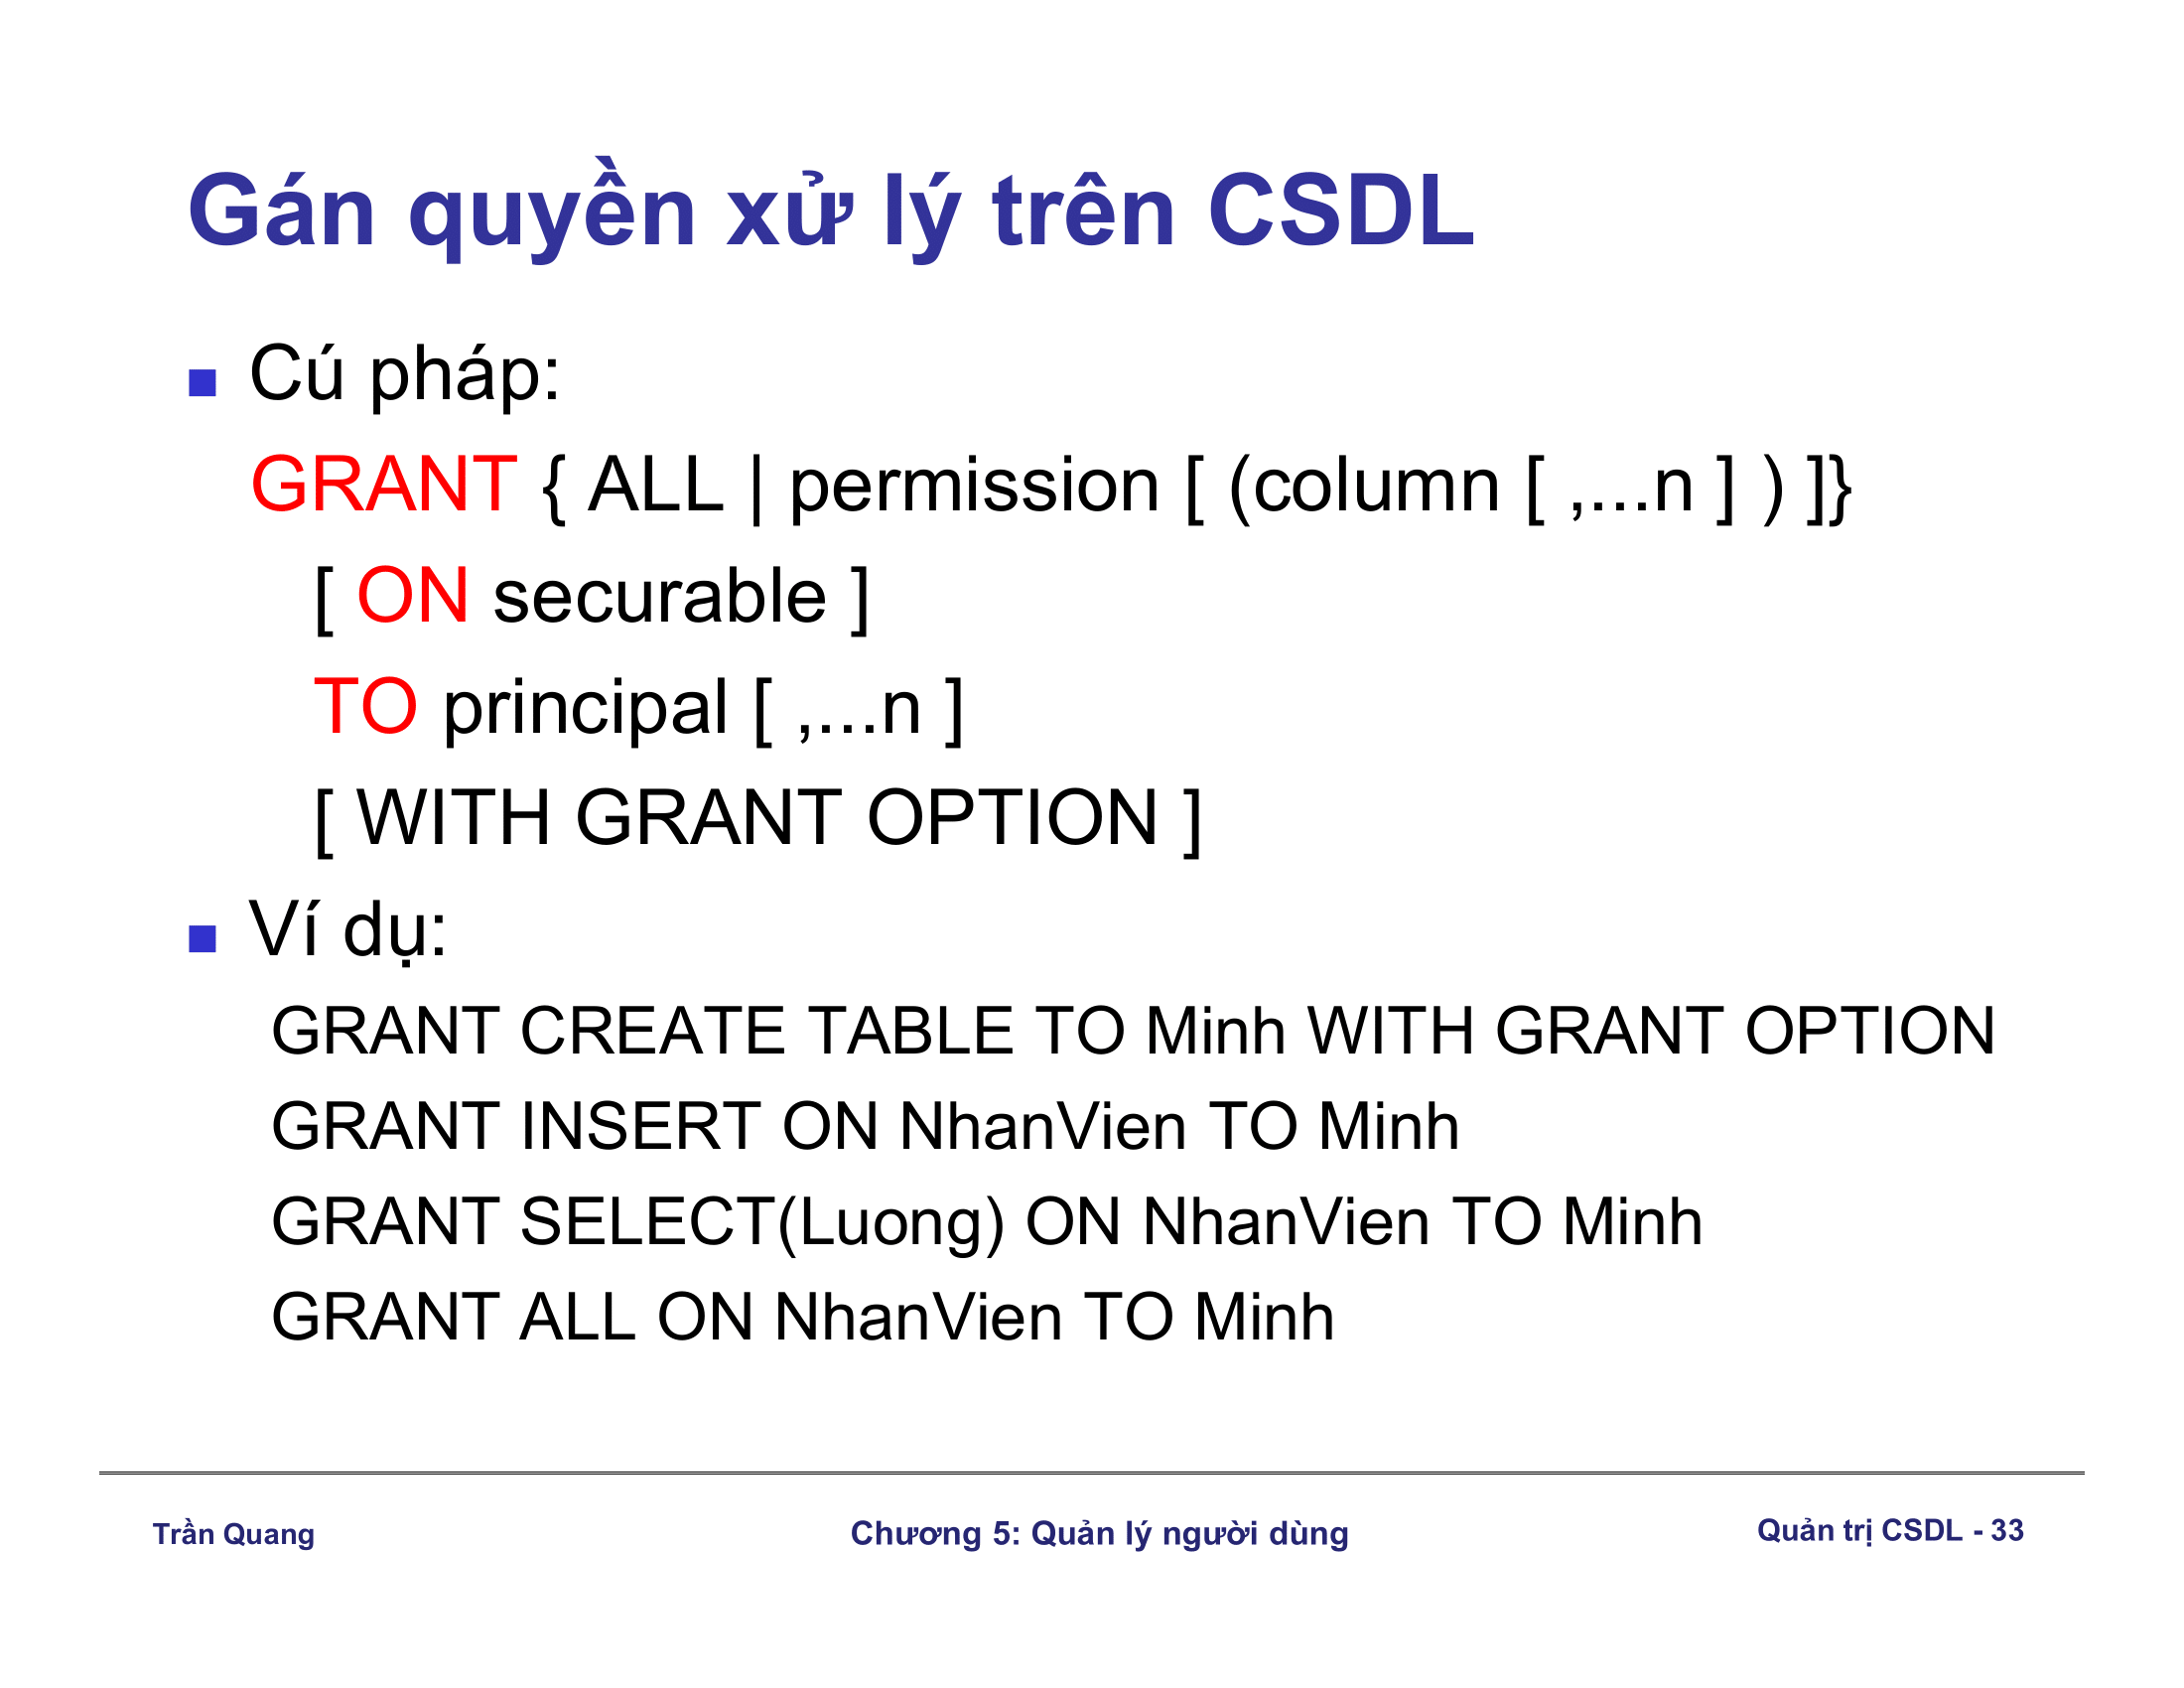 Gán quyền xử lý trên CSDL
Cú pháp:
GRANT { ALL | permission [ (column [ ,...n ] ) ]}
[ ON securable ]
TO principal [ ,...n ]
[ WITH GRANT OPTION ]
Ví dụ:
GRANT CREATE TABLE TO Minh WITH GRANT OPTION
GRANT INSERT ON NhanVien TO Minh
GRANT SELECT(Luong) ON NhanVien TO Minh
GRANT ALL ON NhanVien TO Minh
Trần Quang
Chương 5: Quản lý người dùng
Quản trị CSDL - 33